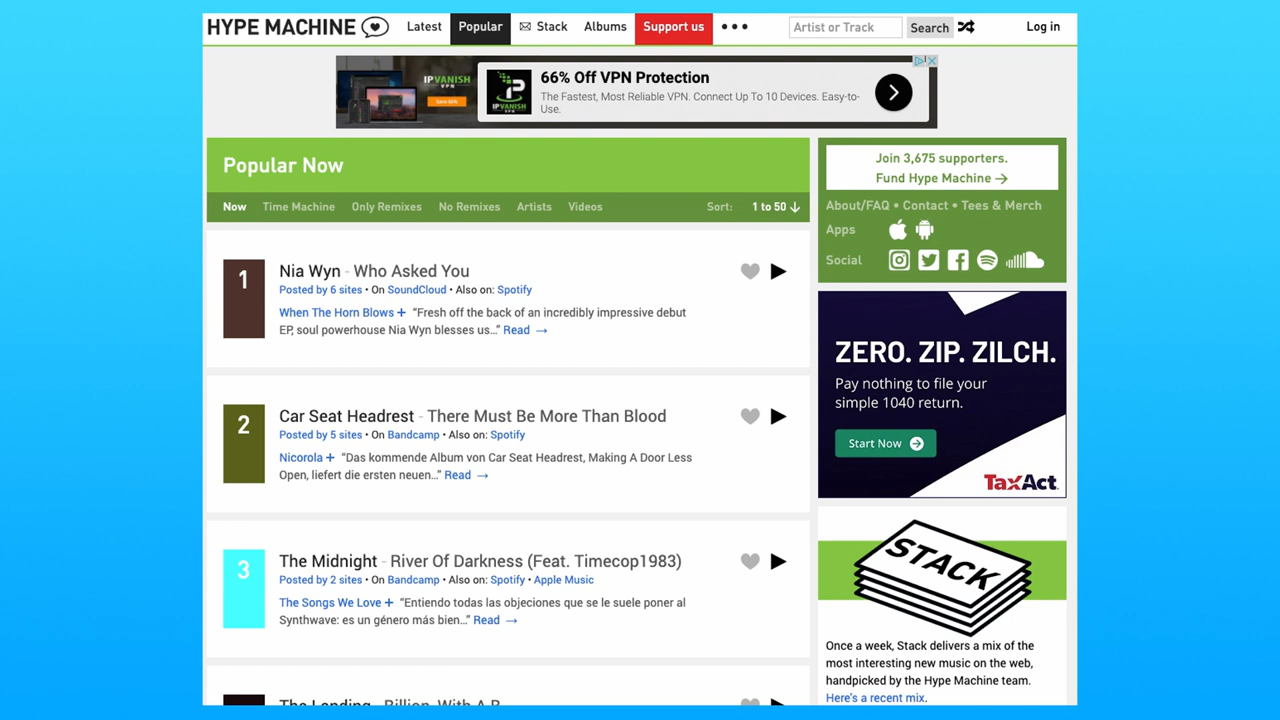 HYPE MACHINE Latest Popular Stack Albums Support us ••• Artist or Track Search Log in
IPVANISH VPN
Save 66%
IPVANISH VPN
66% Off VPN Protection
The Fastest, Most Reliable VPN. Connect Up To 10 Devices. Easy-to-
Use.
Popular Now
Now Time Machine Only Remixes No Remixes Artists Videos Sort: 1 to 50 ↓
1
Nia Wyn - Who Asked You
Posted by 6 sites • On SoundCloud • Also on: Spotify
When The Horn Blows + “Fresh off the back of an incredibly impressive debut
EP, soul powerhouse Nia Wyn blesses us...” Read →
2
Car Seat Headrest - There Must Be More Than Blood
Posted by 5 sites • On Bandcamp • Also on: Spotify
Nicorola + “Das kommende Album von Car Seat Headrest, Making A Door Less
Open, liefert die ersten neuen...” Read →
3
The Midnight - River Of Darkness (Feat. Timecop1983)
Posted by 2 sites • On Bandcamp • Also on: Spotify • Apple Music
The Songs We Love + “Entiendo todas las objeciones que se le suele poner al
Synthwave: es un género más bien...” Read →
The Landing - Billion, With A B
Join 3,675 supporters.
Fund Hype Machine →
About/FAQ • Contact • Tees & Merch
Apps
Social
ZERO. ZIP. ZILCH.
Pay nothing to file your
simple 1040 return.
Start Now
TaxAct
STACK
Once a week, Stack delivers a mix of the
most interesting new music on the web,
handpicked by the Hype Machine team.
Here's a recent mix.